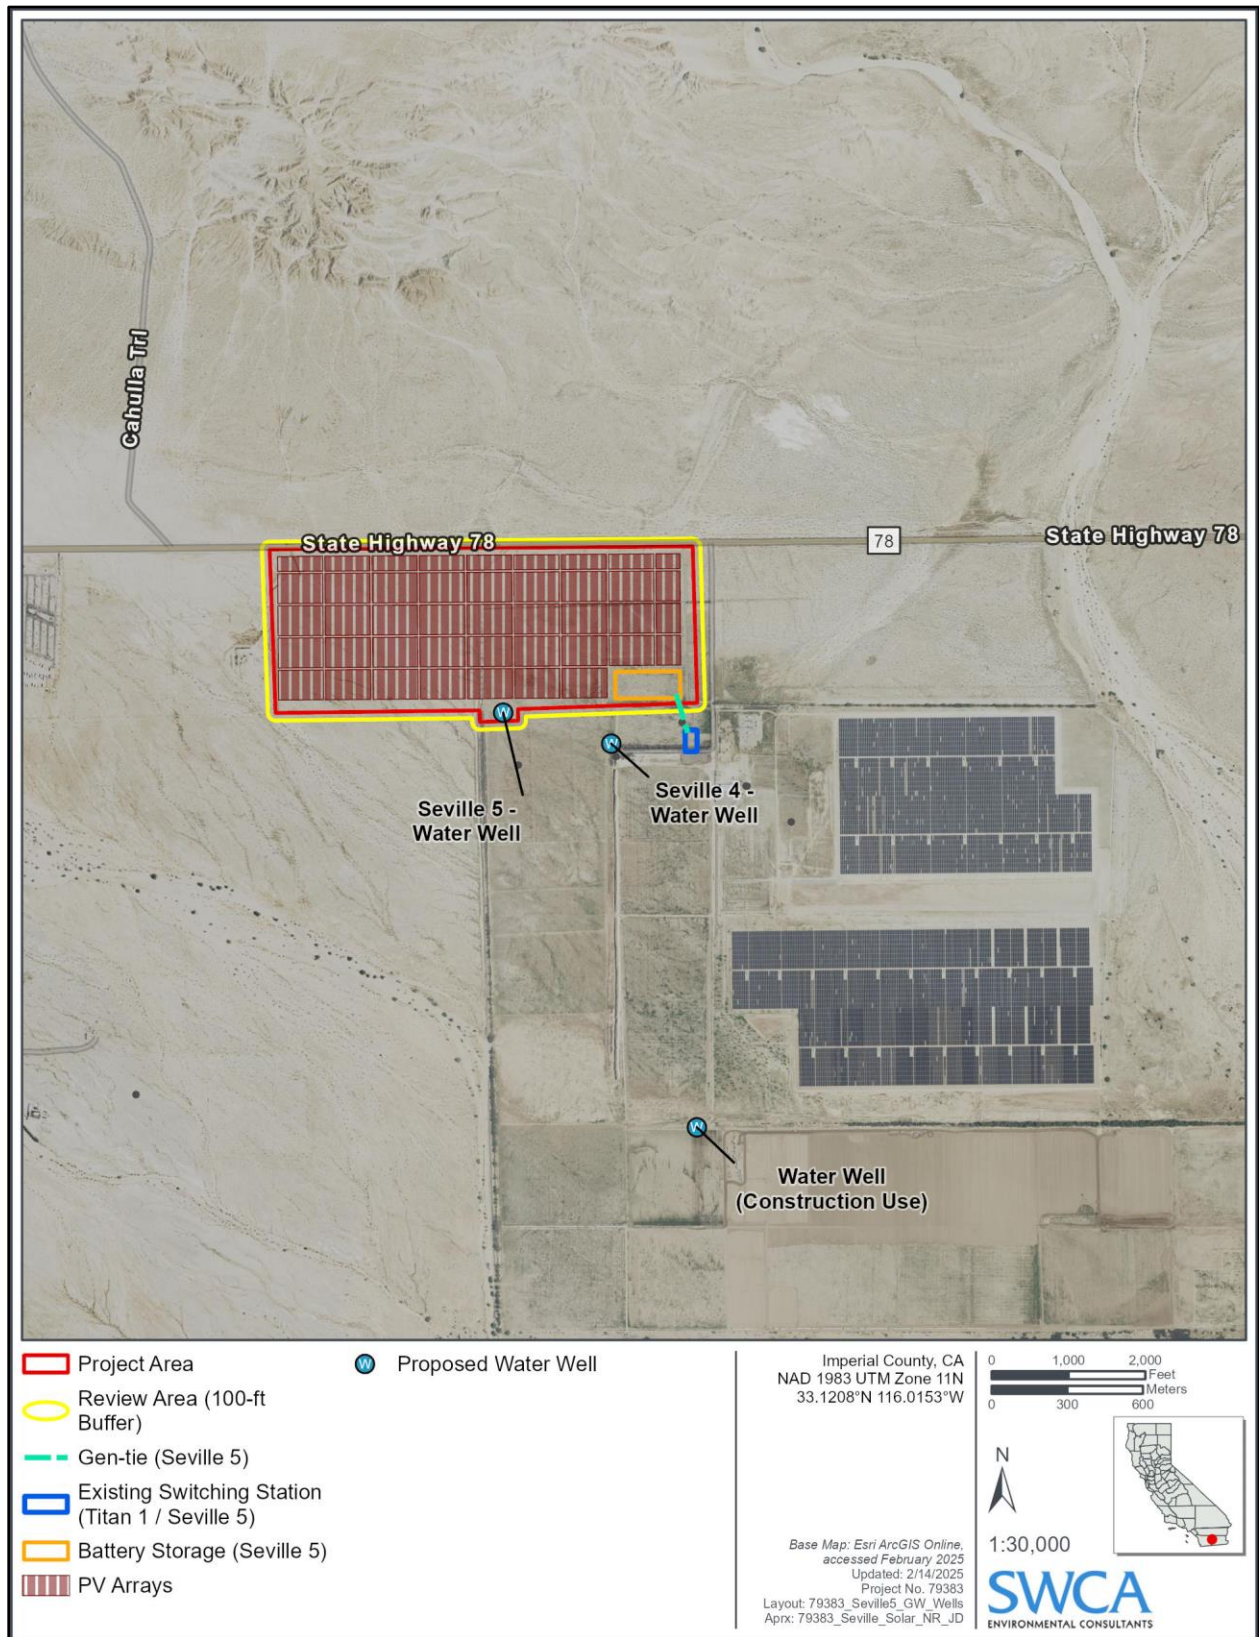 Cahulla Trl
State Highway 78
78
State Highway 78
Seville 5 -
Water Well
Seville 4 -
Water Well
Water Well
(Construction Use)
Project Area
Review Area (100-ft
Buffer)
Gen-tie (Seville 5)
Existing Switching Station
(Titan 1 / Seville 5)
Battery Storage (Seville 5)
PV Arrays
W Proposed Water Well
Imperial County, CA
NAD 1983 UTM Zone 11N
33.1208°N 116.0153°W
Base Map: Esri ArcGIS Online,
accessed February 2025
Updated: 2/14/2025
Project No. 79383
Layout: 79383_Seville5_GW_Wells
Aprx: 79383_Seville_Solar_NR_JD
0 1,000 2,000
Feet
Meters
0 300 600
N
1:30,000
SWCA
ENVIRONMENTAL CONSULTANTS